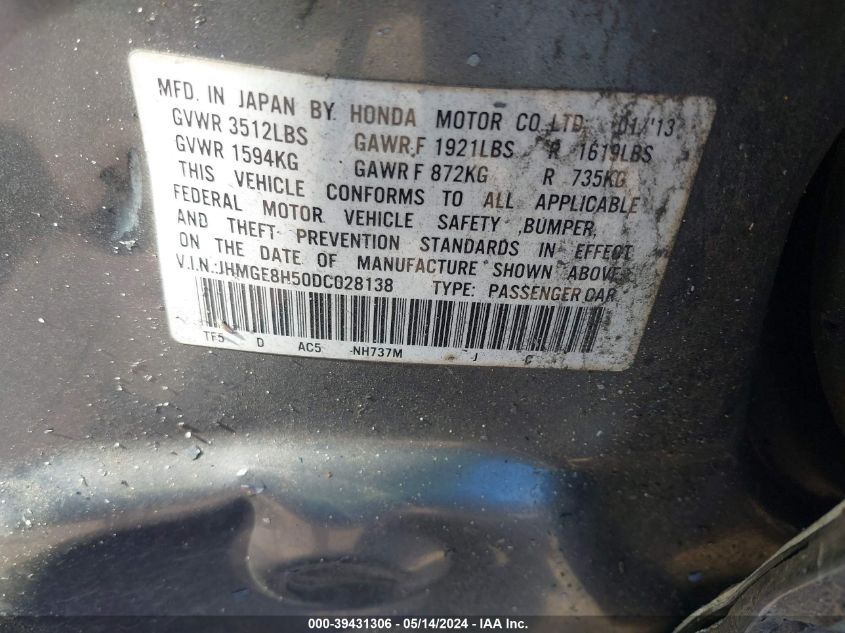 MFD. IN JAPAN BY HONDA MOTOR CO.,LTD. 01/'13
GVWR 3512LBS GAWR F 1921LBS R 1619LBS
GVWR 1594KG GAWR F 872KG R 735KG
THIS VEHICLE CONFORMS TO ALL APPLICABLE
FEDERAL MOTOR VEHICLE SAFETY ,BUMPER,
AND THEFT PREVENTION STANDARDS IN EFFECT
ON THE DATE OF MANUFACTURE SHOWN ABOVE.
V.I.N.:JHMGE8H50DC028138 TYPE: PASSENGER CAR
TF5 D AC5 NH737M J C
000-39431306 / 05/14/2024 - IAA Inc.